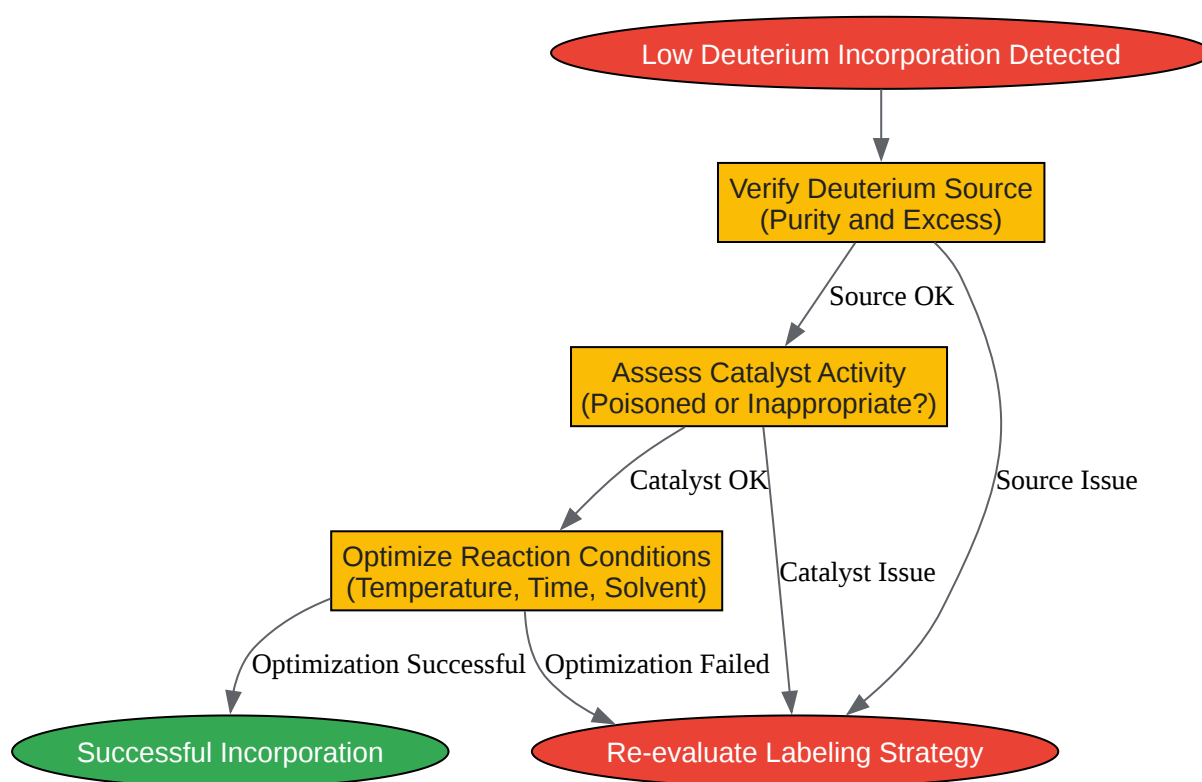 Low Deuterium Incorporation Detected
Verify Deuterium Source
(Purity and Excess)
Source OK
Assess Catalyst Activity
(Poisoned or Inappropriate?)
Catalyst OK
Source Issue
Optimize Reaction Conditions
(Temperature, Time, Solvent)
Catalyst Issue
Optimization Successful
Optimization Failed
Successful Incorporation
Re-evaluate Labeling Strategy